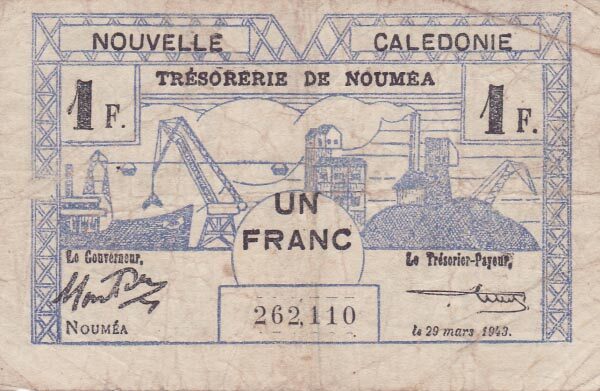 NOUVELLE CALEDONIE
TRÉSORERIE DE NOUMÉA
1 F. 1 F.
UN
FRANC
Le Gouverneur, Le Trésorier-Payeur,
262,110
NOUMÉA le 29 mars 1943.